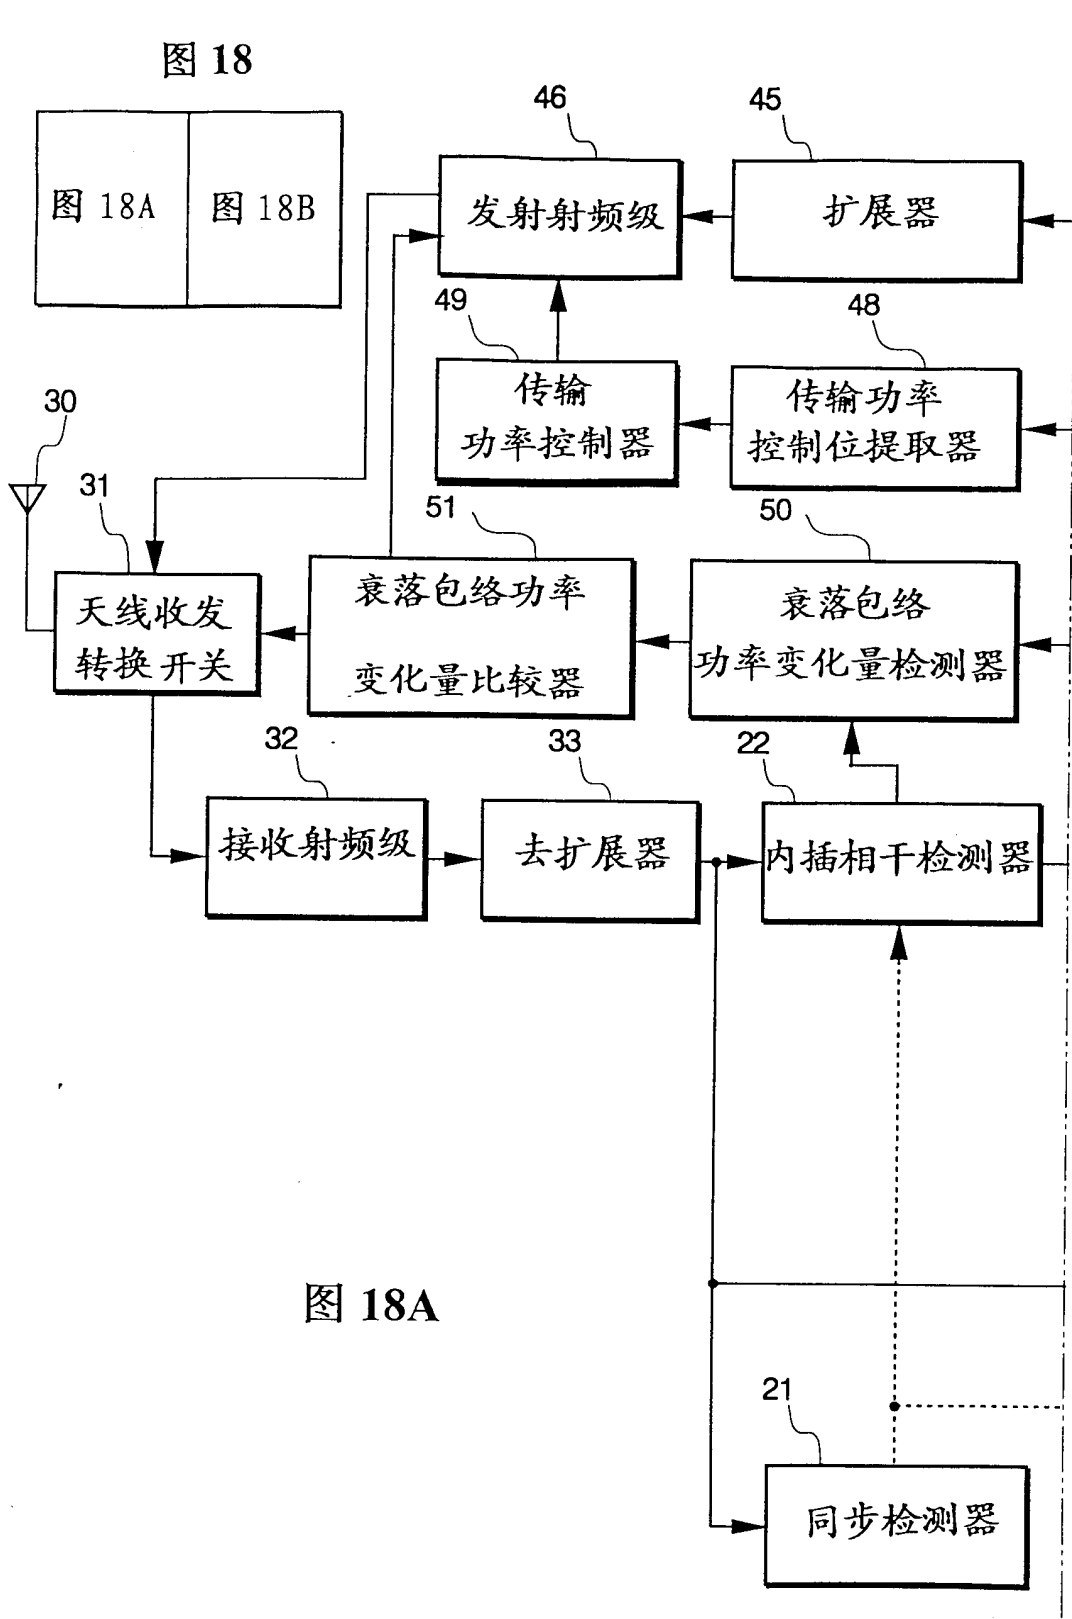 图 18
图 18A
图 18B
46
45
发射射频级
扩展器
49
48
传输
功率控制器
传输功率
控制位提取器
30
31
51
50
天线收发
转换开关
衰落包络功率
变化量比较器
衰落包络
功率变化量检测器
32
33
22
接收射频级
去扩展器
内插相干检测器
图 18A
21
同步检测器